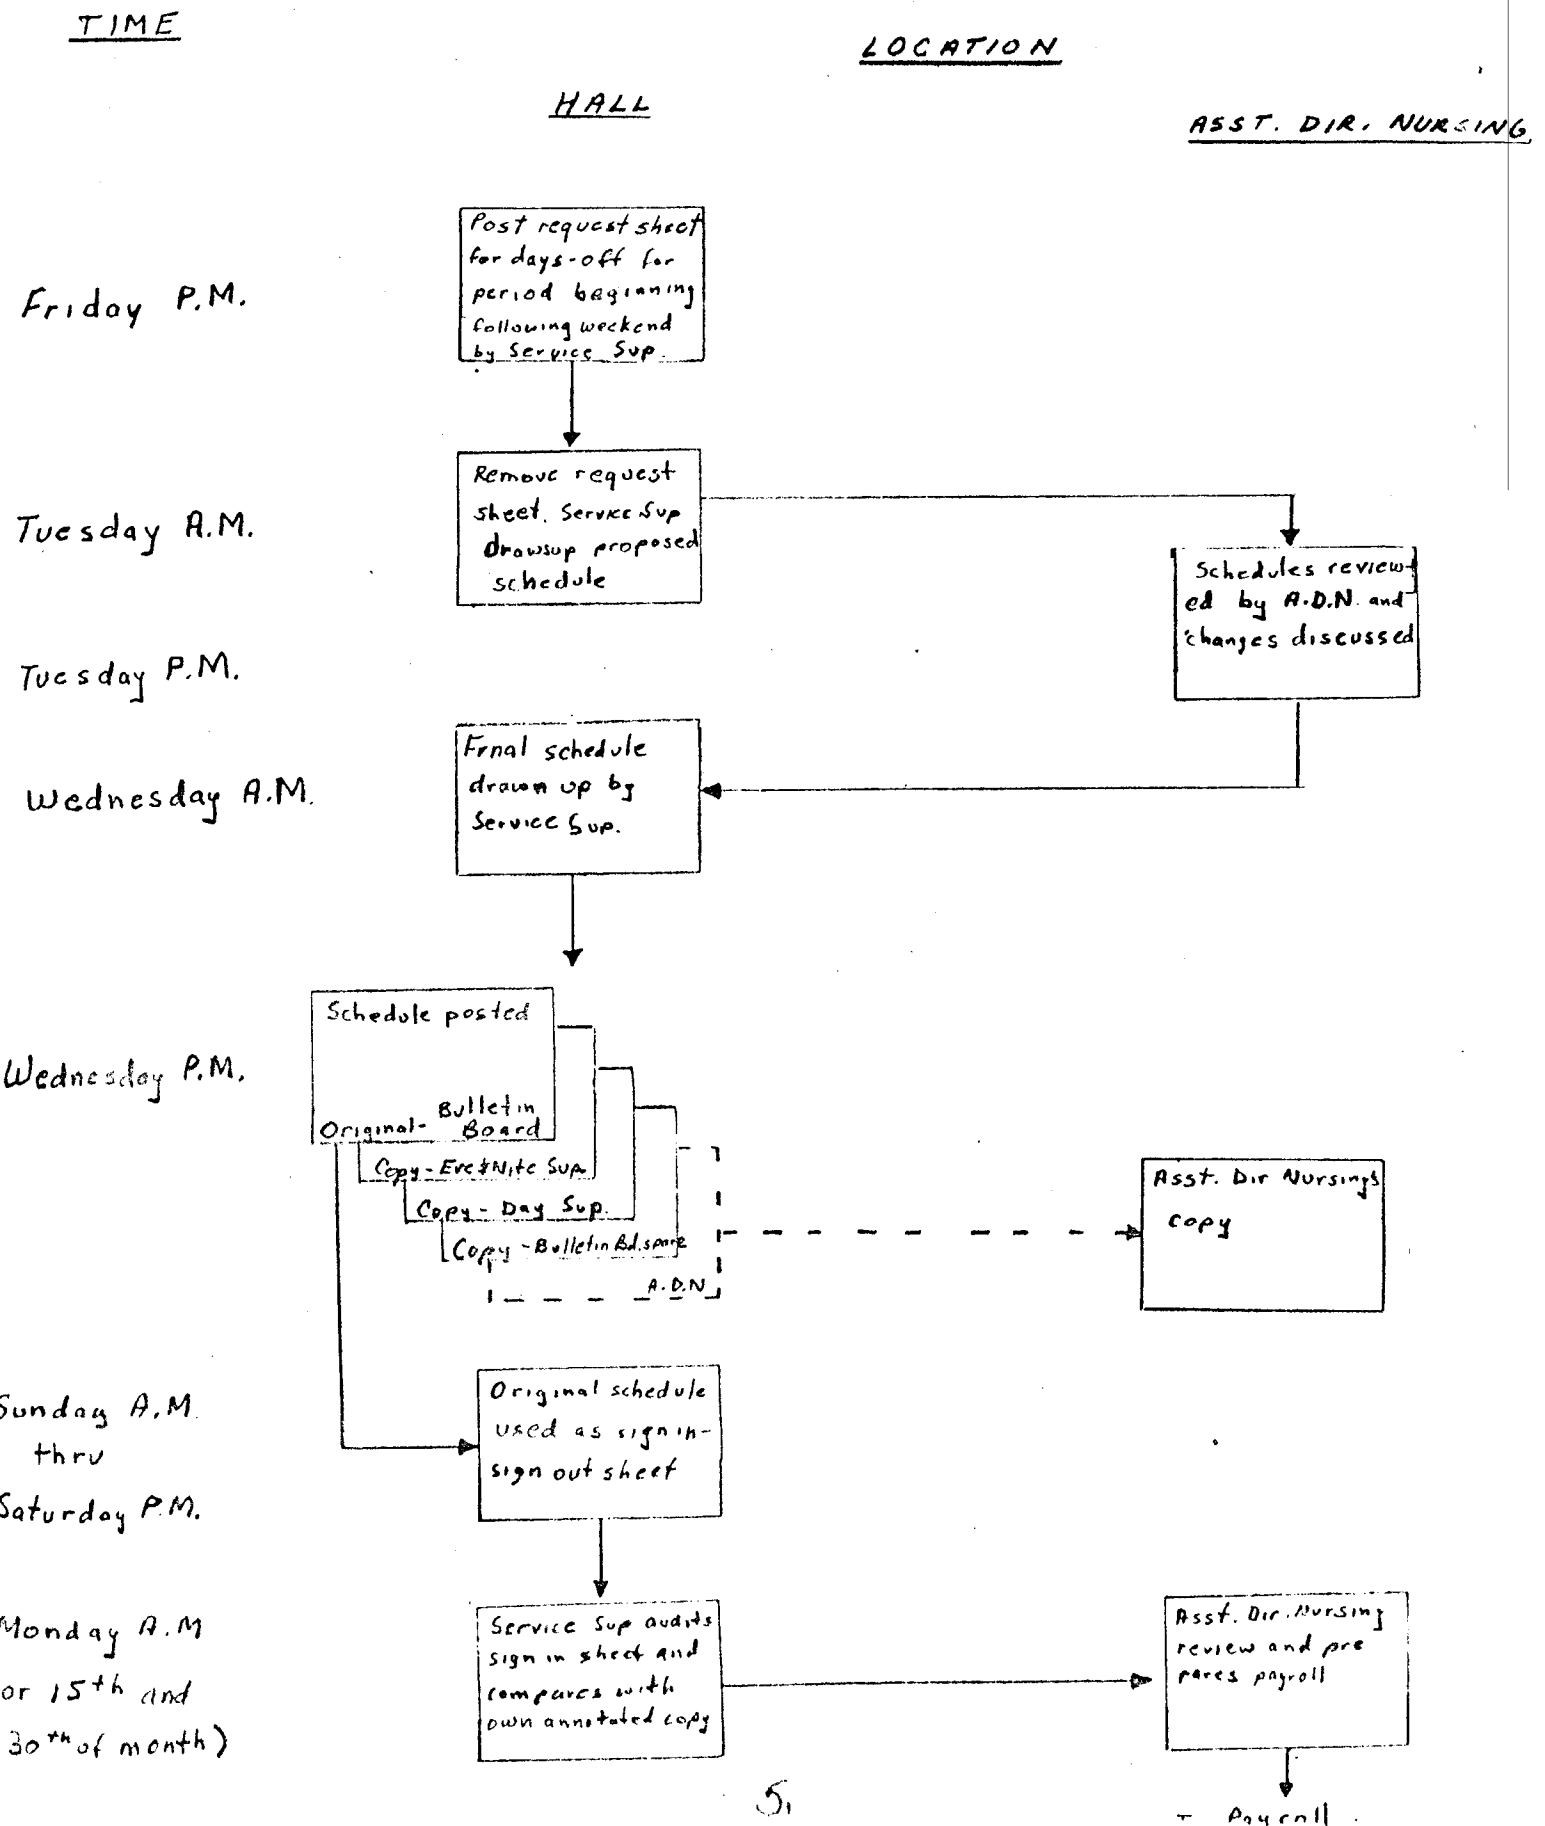 TIME
LOCATION
HALL
ASST. DIR. NURSING
Post request sheet
for days-off for
period beginning
following weekend
by Service Sup.
Friday P.M.
Remove request
sheet. Service Sup
drawsup proposed
schedule
Tuesday A.M.
Schedules review-
ed by A.D.N. and
changes discussed
Tuesday P.M.
Final schedule
drawn up by
Service Sup.
Wednesday A.M.
Schedule posted
Bulletin
Original- Board
Wednesday P.M.
Copy-Eve&Nite Sup.
Copy- Day Sup.
Copy-Bulletin Bd. spare
A.D.N
Asst. Dir Nursings
Copy
Original schedule
used as sign in-
sign out sheet
Sunday A.M.
thru
Saturday P.M.
Service Sup audits
sign in sheet and
compares with
own annotated copy
Monday A.M
or 15th and
30th of month)
Asst. Dir. Nursing
review and pre
pares payroll
Payroll
5.